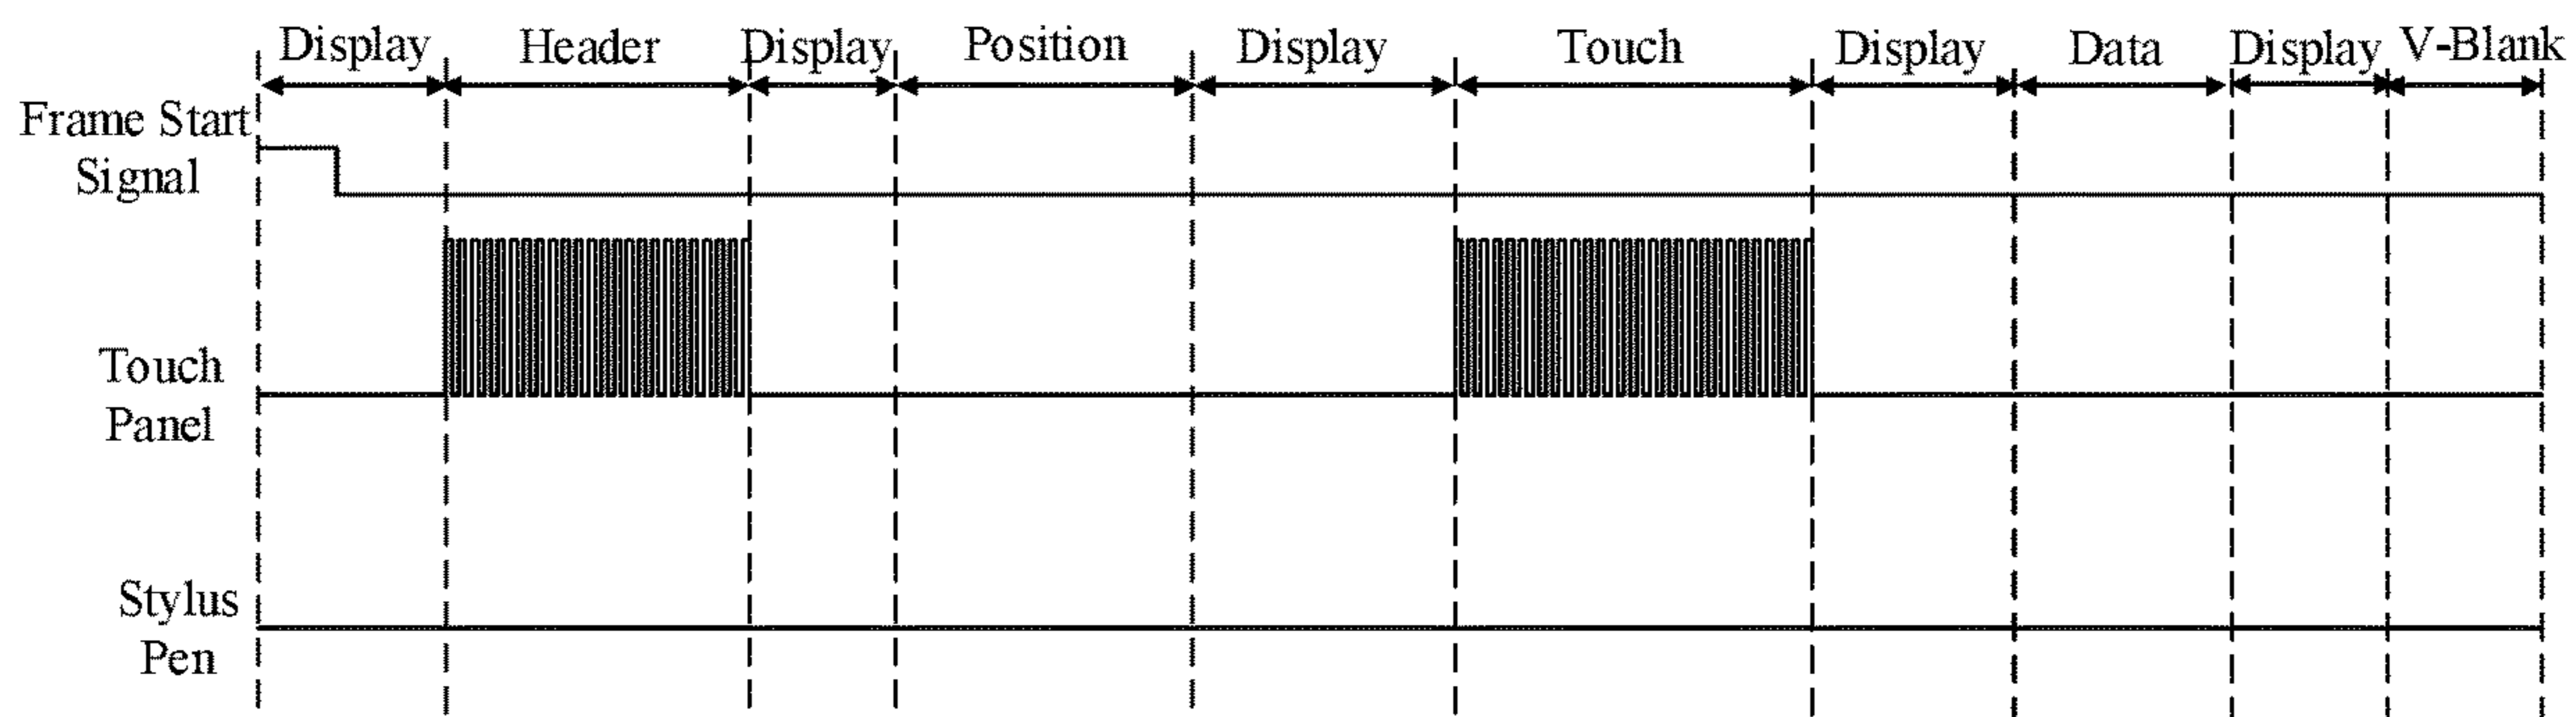 Display Header Display Position Display Touch Display Data Display V-Blank
Frame Start
Signal
Touch
Panel
Stylus
Pen